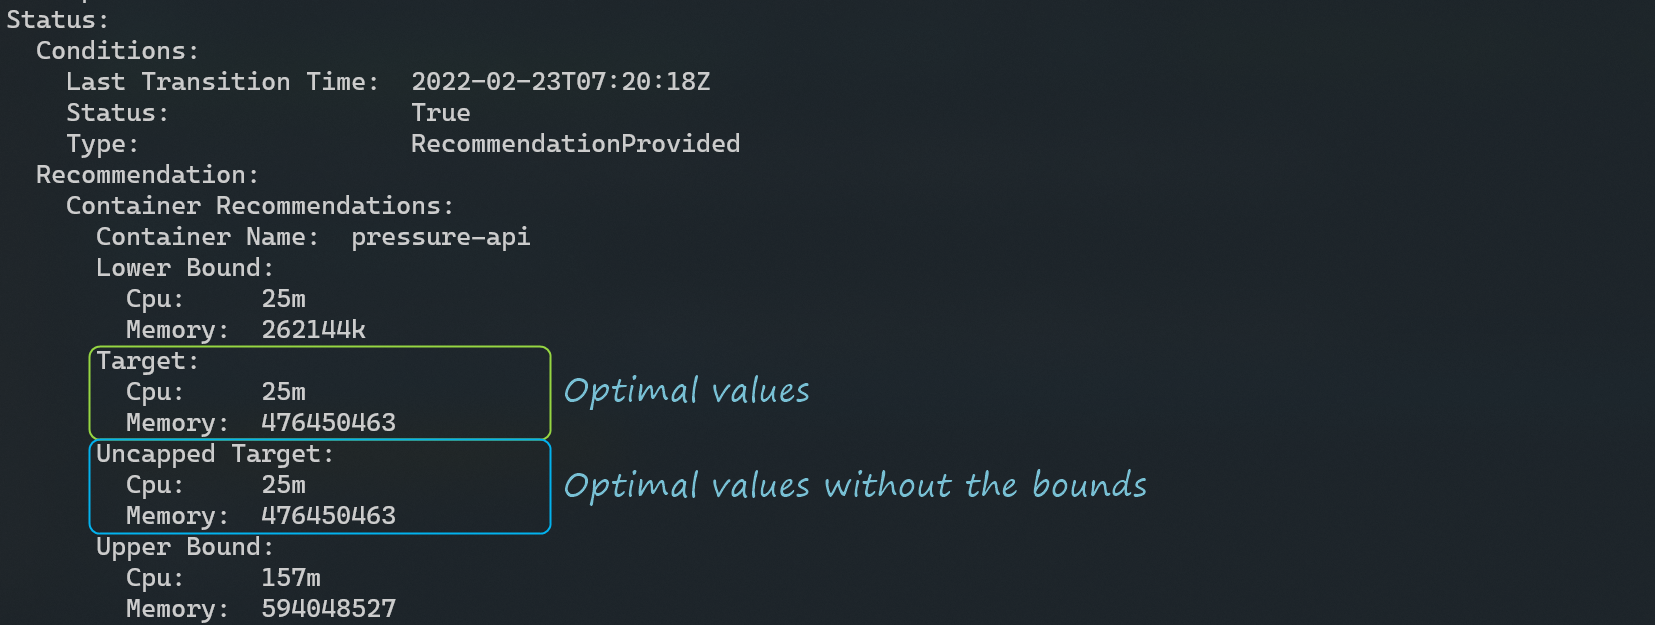 Status:
Conditions:
Last Transition Time: 2022-02-23T07:20:18Z
Status: True
Type: RecommendationProvided
Recommendation:
Container Recommendations:
Container Name: pressure-api
Lower Bound:
Cpu: 25m
Memory: 262144k
Target:
Cpu: 25m
Optimal values
Memory: 476450463
Uncapped Target:
Cpu: 25m
Optimal values without the bounds
Memory: 476450463
Upper Bound:
Cpu: 157m
Memory: 594048527